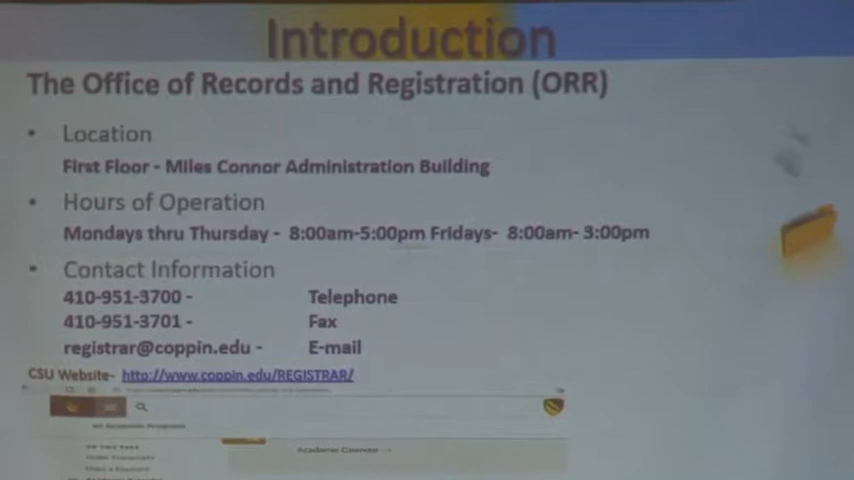 Introduction
The Office of Records and Registration (ORR)
• Location
First Floor - Miles Connor Administration Building
• Hours of Operation
Mondays thru Thursday - 8:00am-5:00pm Fridays- 8:00am- 3:00pm
• Contact Information
410-951-3700 - Telephone
410-951-3701 - Fax
registrar@coppin.edu - E-mail
CSU Website- http://www.coppin.edu/REGISTRAR/
Academic Calendar